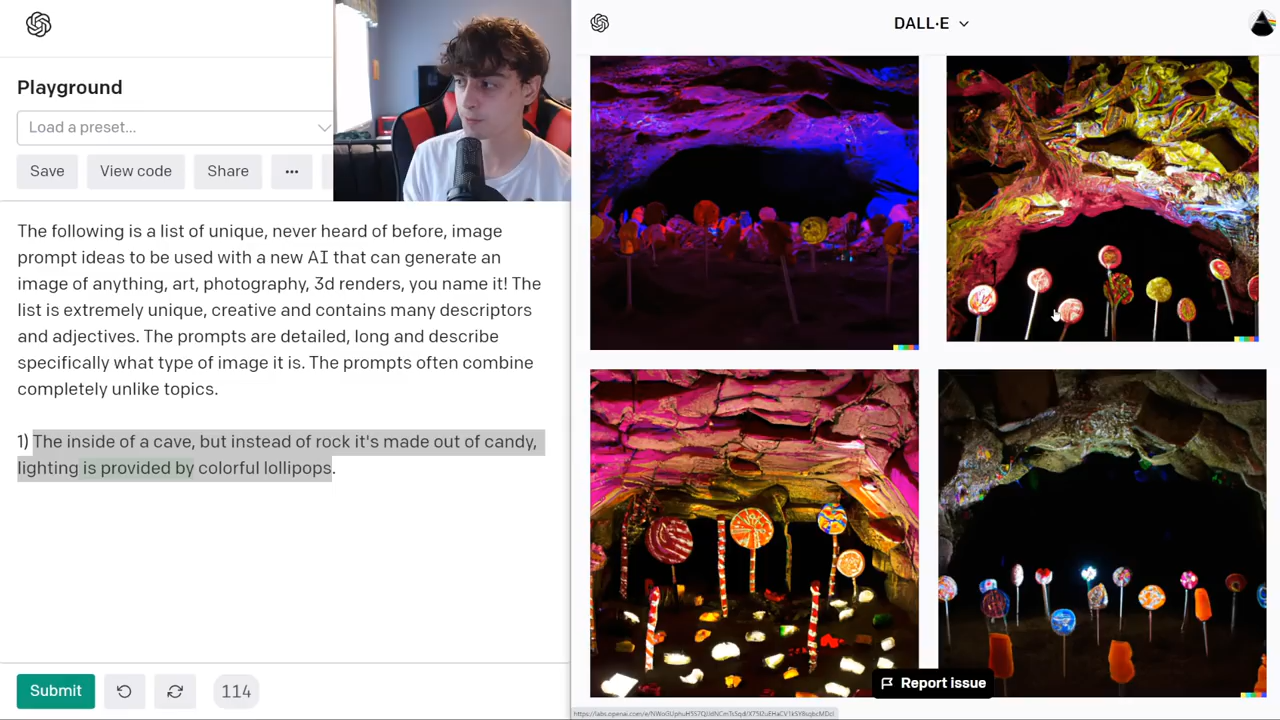 Playground
Load a preset...
Save
View code
Share
...
The following is a list of unique, never heard of before, image
prompt ideas to be used with a new AI that can generate an
image of anything, art, photography, 3d renders, you name it! The
list is extremely unique, creative and contains many descriptors
and adjectives. The prompts are detailed, long and describe
specifically what type of image it is. The prompts often combine
completely unlike topics.
1) The inside of a cave, but instead of rock it's made out of candy,
lighting is provided by colorful lollipops.
Submit
114
DALL·E
Report issue